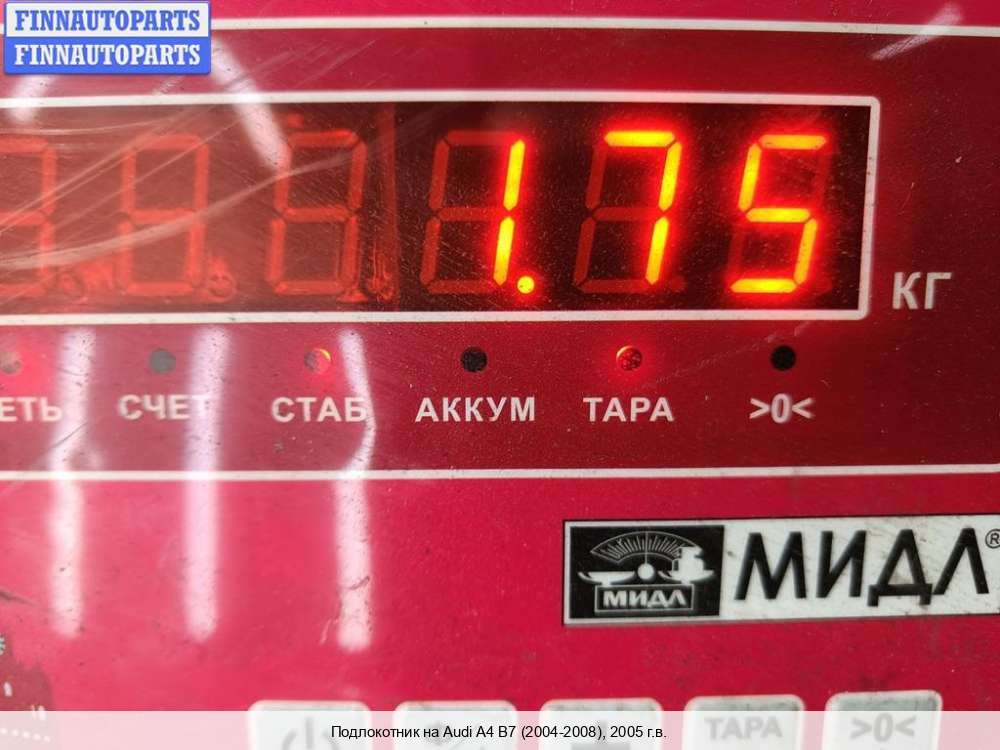 FINNAUTOPARTS
FINNAUTOPARTS
1.75
КГ
СЧЕТ СТАБ АККУМ ТАРА >0<
МИДЛ МИДЛ®
ТАРА >0<
Подлокотник на Audi A4 B7 (2004-2008), 2005 г.в.